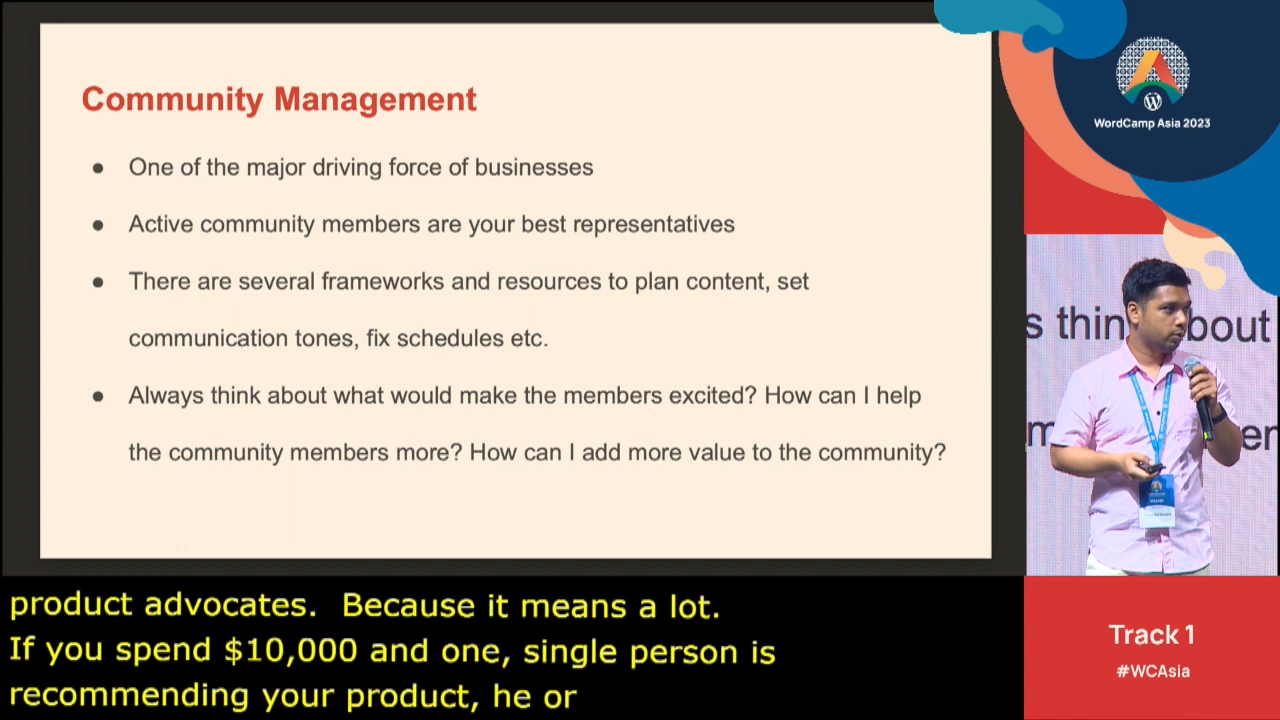 Community Management
● One of the major driving force of businesses
● Active community members are your best representatives
● There are several frameworks and resources to plan content, set
communication tones, fix schedules etc.
● Always think about what would make the members excited? How can I help
the community members more? How can I add more value to the community?
WordCamp Asia 2023
s thin
bout
m
en
product advocates.  Because it means a lot.
If you spend $10,000 and one, single person is
recommending your product, he or
Track 1
#WCAsia